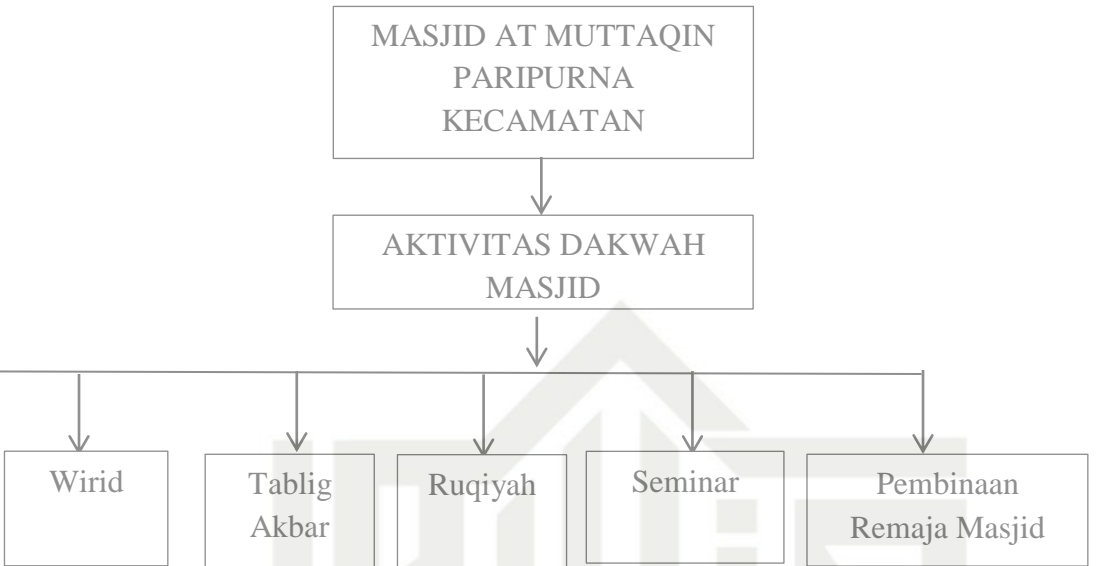 MASJID AT MUTTAQIN
PARIPURNA
KECAMATAN
AKTIVITAS DAKWAH
MASJID
Wirid
Tablig
Akbar
Ruqiyah
Seminar
Pembinaan
Remaja Masjid